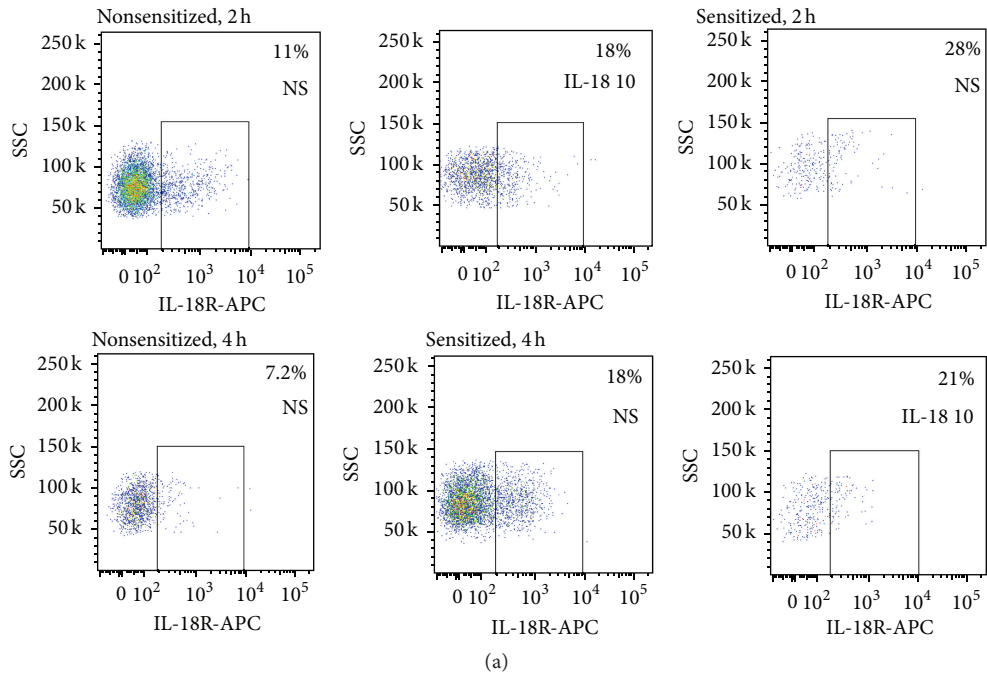 Nonsensitized, 2 h
250 k
200 k
150 k
100 k
50 k
SSC
11%
NS
0 10² 10³ 10⁴ 10⁵
IL-18R-APC
250 k
200 k
150 k
100 k
50 k
SSC
18%
IL-18 10
0 10² 10³ 10⁴ 10⁵
IL-18R-APC
Sensitized, 2 h
250 k
200 k
150 k
100 k
50 k
SSC
28%
NS
0 10² 10³ 10⁴ 10⁵
IL-18R-APC
Nonsensitized, 4 h
250 k
200 k
150 k
100 k
50 k
SSC
7.2%
NS
0 10² 10³ 10⁴ 10⁵
IL-18R-APC
Sensitized, 4 h
250 k
200 k
150 k
100 k
50 k
SSC
18%
NS
0 10² 10³ 10⁴ 10⁵
IL-18R-APC
250 k
200 k
150 k
100 k
50 k
SSC
21%
IL-18 10
0 10² 10³ 10⁴ 10⁵
IL-18R-APC
(a)